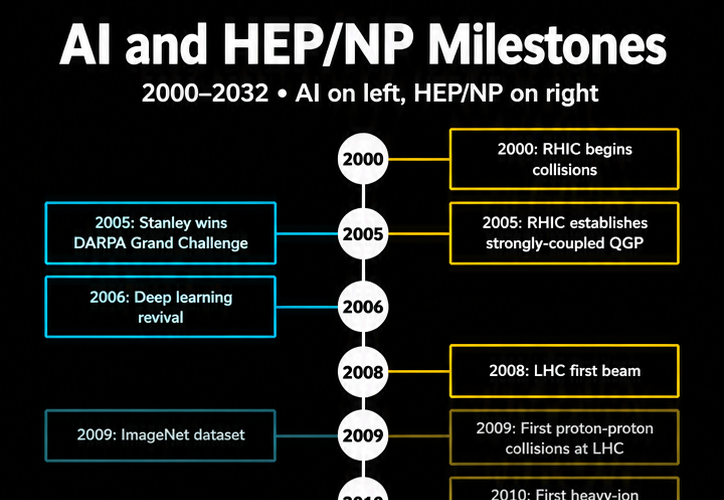 AI and HEP/NP Milestones
2000–2032 • AI on left, HEP/NP on right
2000
2000: RHIC begins
collisions
2005: Stanley wins
DARPA Grand Challenge
2005
2005: RHIC establishes
strongly-coupled QGP
2006: Deep learning
revival
2006
2008
2008: LHC first beam
2009: ImageNet dataset
2009
2009: First proton-proton
collisions at LHC
2010
2010: First heavy-ion